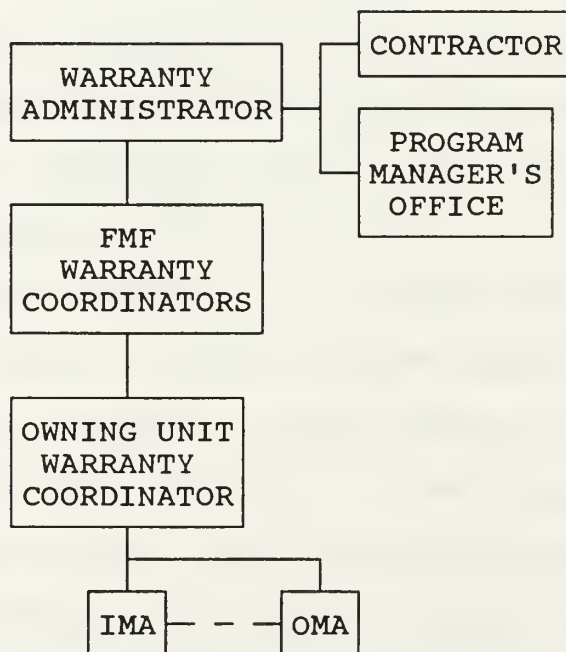 WARRANTY
ADMINISTRATOR
CONTRACTOR
PROGRAM
MANAGER'S
OFFICE
FMF
WARRANTY
COORDINATORS
OWNING UNIT
WARRANTY
COORDINATOR
IMA
OMA